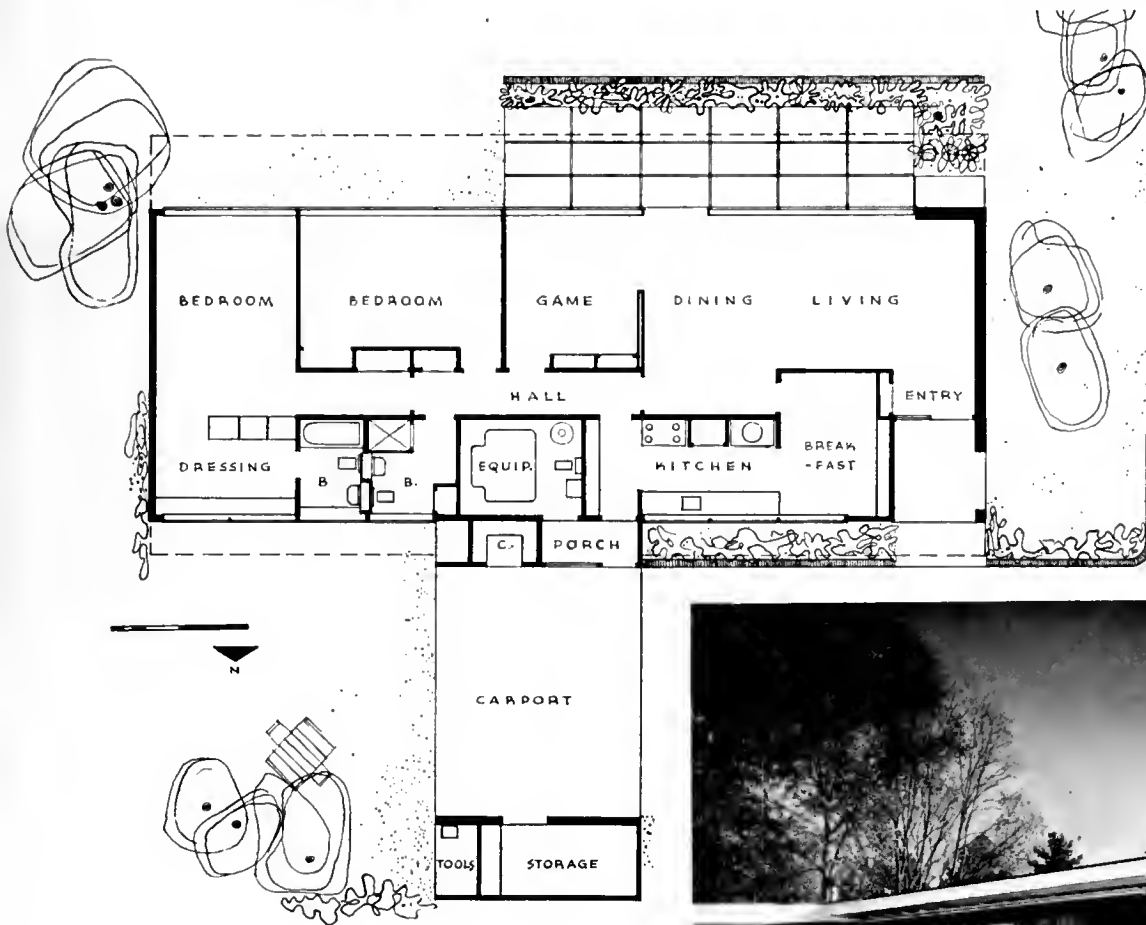 BEDROOM
BEDROOM
GAME
DINING
LIVING
HALL
ENTRY
DRESSING
B
B.
EQUIP.
KITCHEN
BREAK
-FAST
C.
PORCH
N
CARPORT
TOOLS
STORAGE